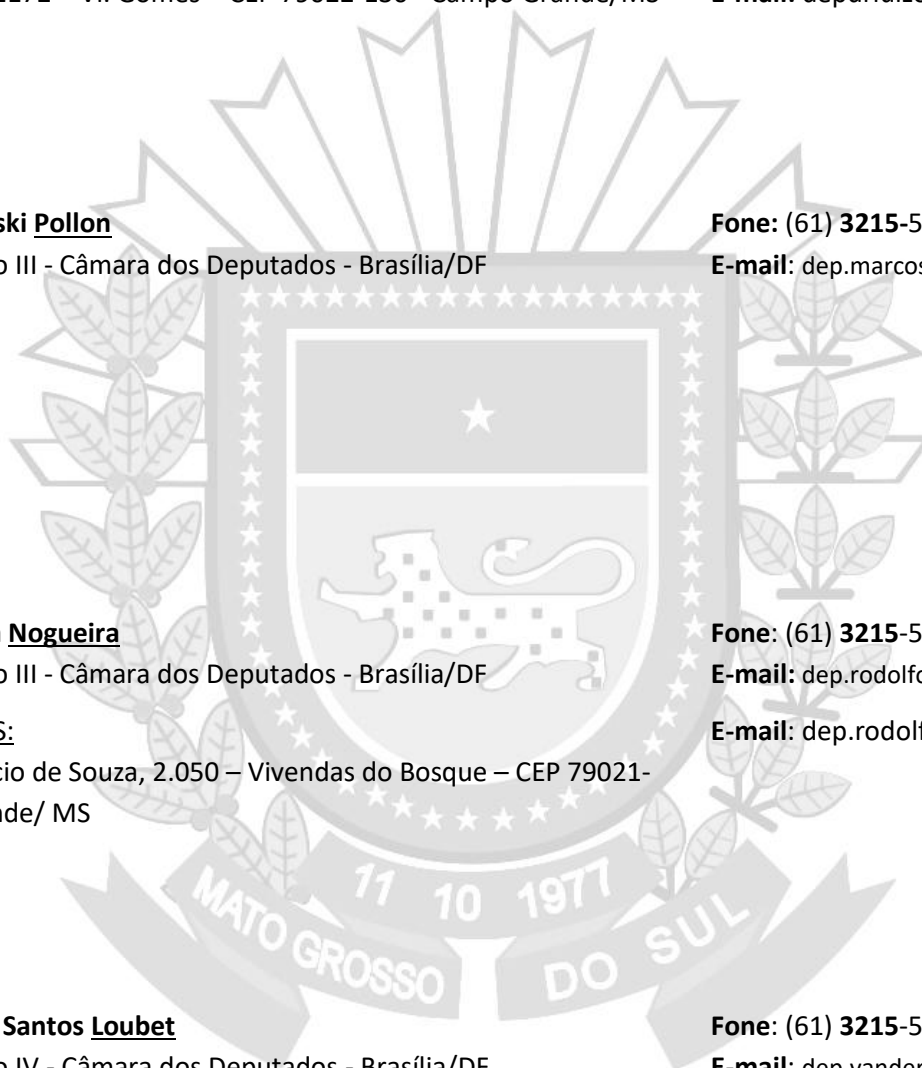 1171 – Vl. Gomes – CEP 79022-130 - Campo Grande/MS
E-mail:
ski Pollon
Fone: (61) 3215-5
o III - Câmara dos Deputados - Brasília/DF
E-mail: dep.marcos
Nogueira
Fone: (61) 3215-5
o III - Câmara dos Deputados - Brasília/DF
E-mail: dep.rodolfo
S:
E-mail: dep.rodolf
cio de Souza, 2.050 – Vivendas do Bosque – CEP 79021-
nde/ MS
11 10 1977
MATO GROSSO DO SUL
Santos Loubet
Fone: (61) 3215-5
o IV - Câmara dos Deputados - Brasília/DF
E-mail: dep.vander